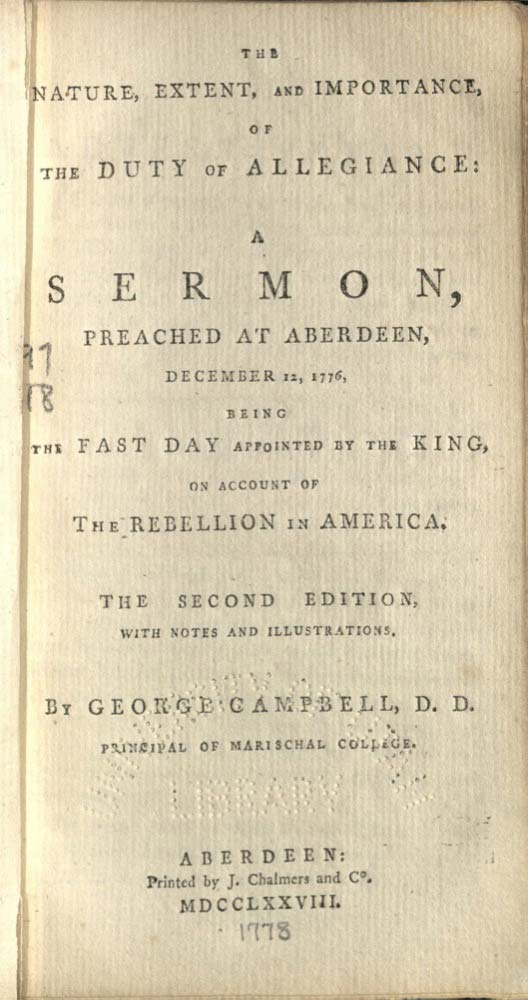 THE
NATURE, EXTENT, AND IMPORTANCE,
OF
THE DUTY OF ALLEGIANCE:
A
SERMON,
PREACHED AT ABERDEEN,
DECEMBER 12, 1776,
BEING
THE FAST DAY APPOINTED BY THE KING,
ON ACCOUNT OF
THE REBELLION IN AMERICA.
THE SECOND EDITION,
WITH NOTES AND ILLUSTRATIONS.
BY GEORGE CAMPBELL, D. D.
PRINCIPAL OF MARISCHAL COLLEGE.
LIBRARY
ABERDEEN:
Printed by J. Chalmers and Co.
MDCCLXXVIII.
1778